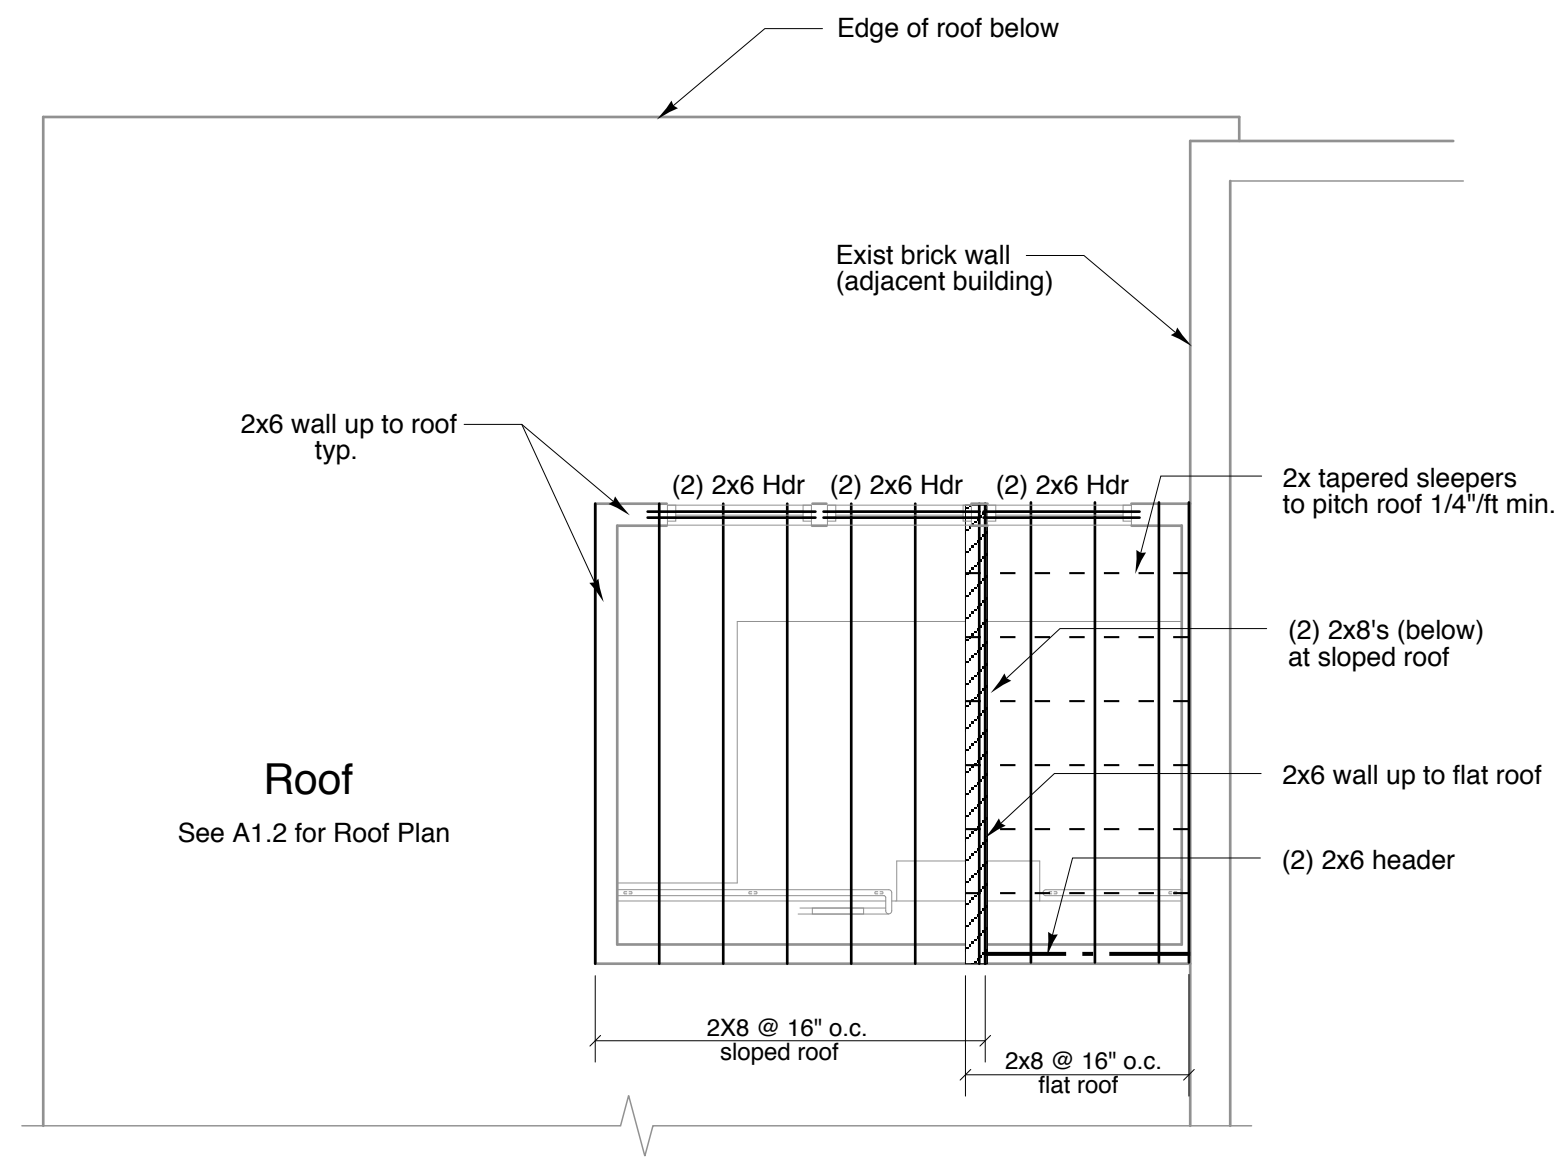 Edge of roof below
Exist brick wall
(adjacent building)
2x6 wall up to roof
typ.
(2) 2x6 Hdr
(2) 2x6 Hdr
(2) 2x6 Hdr
2x tapered sleepers
to pitch roof 1/4"/ft min.
(2) 2x8's (below)
at sloped roof
2x6 wall up to flat roof
Roof
See A1.2 for Roof Plan
(2) 2x6 header
2X8 @ 16" o.c.
sloped roof
2x8 @ 16" o.c.
flat roof